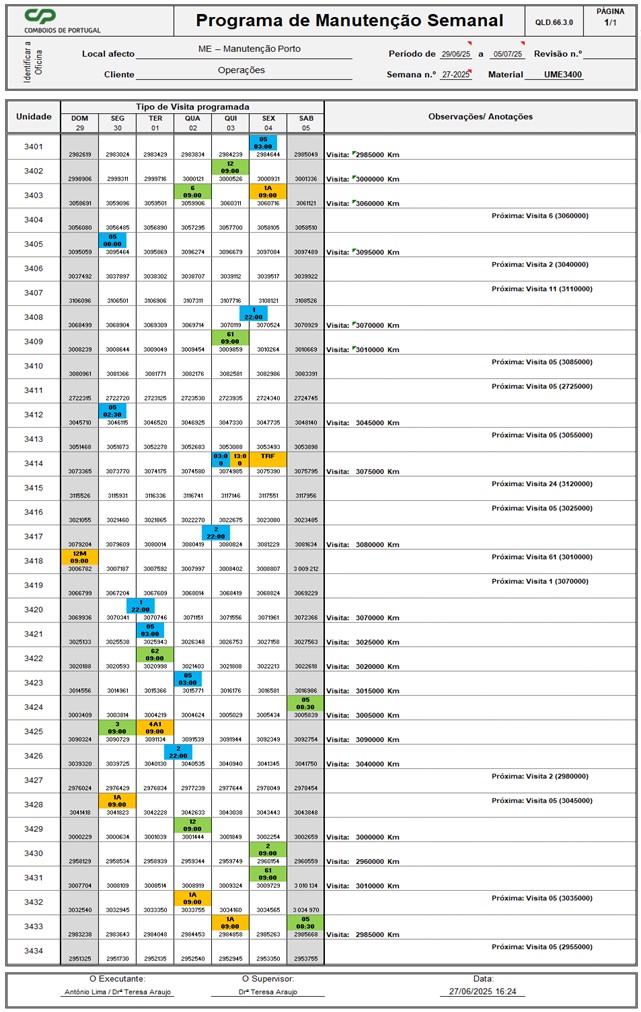 COMBOIOS DE PORTUGAL
Programa de Manutenção Semanal
QLD.66.3.0
PÁGINA
1/1
Identificar a Oficina
Local afecto ME – Manutenção Porto
Período de 29/06/25 a 05/07/25 Revisão n.º
Cliente Operações
Semana n.º 27-2025 Material UME3400
Unidade Tipo de Visita programada Observações/ Anotações
DOM SEG TER QUA QUI SEX SAB
29 30 01 02 03 04 05
3401 05 03:00
2982619 2983024 2983429 2983834 2984239 2984644 2985049 Visita: 2985000 Km
3402 12 09:00
2998906 2999311 2999716 3000121 3000526 3000931 3001336 Visita: 3000000 Km
3403 6 09:00 1A 09:00
3058691 3059096 3059501 3059906 3060311 3060716 3061121 Visita: 3060000 Km
3404 Próxima: Visita 6 (3060000)
3056080 3056485 3056890 3057295 3057700 3058105 3058510
3405 05 00:00
3095059 3095464 3095869 3096274 3096679 3097084 3097489 Visita: 3095000 Km
3406 Próxima: Visita 2 (3040000)
3037492 3037897 3038302 3038707 3039112 3039517 3039922
3407 Próxima: Visita 11 (3110000)
3106096 3106501 3106906 3107311 3107716 3108121 3108526
3408 1 22:00
3068499 3068904 3069309 3069714 3070119 3070524 3070929 Visita: 3070000 Km
3409 61 09:00
3008239 3008644 3009049 3009454 3009859 3010264 3010669 Visita: 3010000 Km
3410 Próxima: Visita 05 (3085000)
3080961 3081366 3081771 3082176 3082581 3082986 3083391
3411 Próxima: Visita 05 (2725000)
2722315 2722720 2723125 2723530 2723935 2724340 2724745
3412 05 02:30
3045710 3046115 3046520 3046925 3047330 3047735 3048140 Visita: 3045000 Km
3413 Próxima: Visita 05 (3055000)
3051468 3051873 3052278 3052683 3053088 3053493 3053898
3414 03:00 13:00 TRF
3073365 3073770 3074175 3074580 3074985 3075390 3075795 Visita: 3075000 Km
3415 Próxima: Visita 24 (3120000)
3115526 3115931 3116336 3116741 3117146 3117551 3117956
3416 Próxima: Visita 05 (3025000)
3021055 3021460 3021865 3022270 3022675 3023080 3023485
3417 2 22:00
3079204 3079609 3080014 3080419 3080824 3081229 3081634 Visita: 3080000 Km
3418 12M 09:00 Próxima: Visita 61 (3010000)
3006782 3007187 3007592 3007997 3008402 3008807 3 009 212
3419 Próxima: Visita 1 (3070000)
3066799 3067204 3067609 3068014 3068419 3068824 3069229
3420 1 22:00
3069936 3070341 3070746 3071151 3071556 3071961 3072366 Visita: 3070000 Km
3421 05 03:00
3025133 3025538 3025943 3026348 3026753 3027158 3027563 Visita: 3025000 Km
3422 62 09:00
3020188 3020593 3020998 3021403 3021808 3022213 3022618 Visita: 3020000 Km
3423 05 03:00
3014556 3014961 3015366 3015771 3016176 3016581 3016986 Visita: 3015000 Km
3424 05 08:30
3003409 3003814 3004219 3004624 3005029 3005434 3005839 Visita: 3005000 Km
3425 3 09:00 4A1 09:00
3090324 3090729 3091134 3091539 3091944 3092349 3092754 Visita: 3090000 Km
3426 2 22:00
3039320 3039725 3040130 3040535 3040940 3041345 3041750 Visita: 3040000 Km
3427 Próxima: Visita 2 (2980000)
2976024 2976429 2976834 2977239 2977644 2978049 2978454
3428 1A 09:00 Próxima: Visita 05 (3045000)
3041418 3041823 3042228 3042633 3043038 3043443 3043848
3429 12 09:00
3000229 3000634 3001039 3001444 3001849 3002254 3002659 Visita: 3000000 Km
3430 2 09:00
2958129 2958534 2958939 2959344 2959749 2960154 2960559 Visita: 2960000 Km
3431 61 09:00
3007704 3008109 3008514 3008919 3009324 3009729 3 010 134 Visita: 3010000 Km
3432 1A 09:00 Próxima: Visita 05 (3035000)
3032540 3032945 3033350 3033755 3034160 3034565 3 034 970
3433 1A 09:00 05 08:30
2983238 2983643 2984048 2984453 2984858 2985263 2985668 Visita: 2985000 Km
3434 Próxima: Visita 05 (2955000)
2951325 2951730 2952135 2952540 2952945 2953350 2953755
O Executante: O Supervisor: Data:
António Lima / Drª Teresa Araujo Drª Teresa Araujo 27/06/2025 16:24